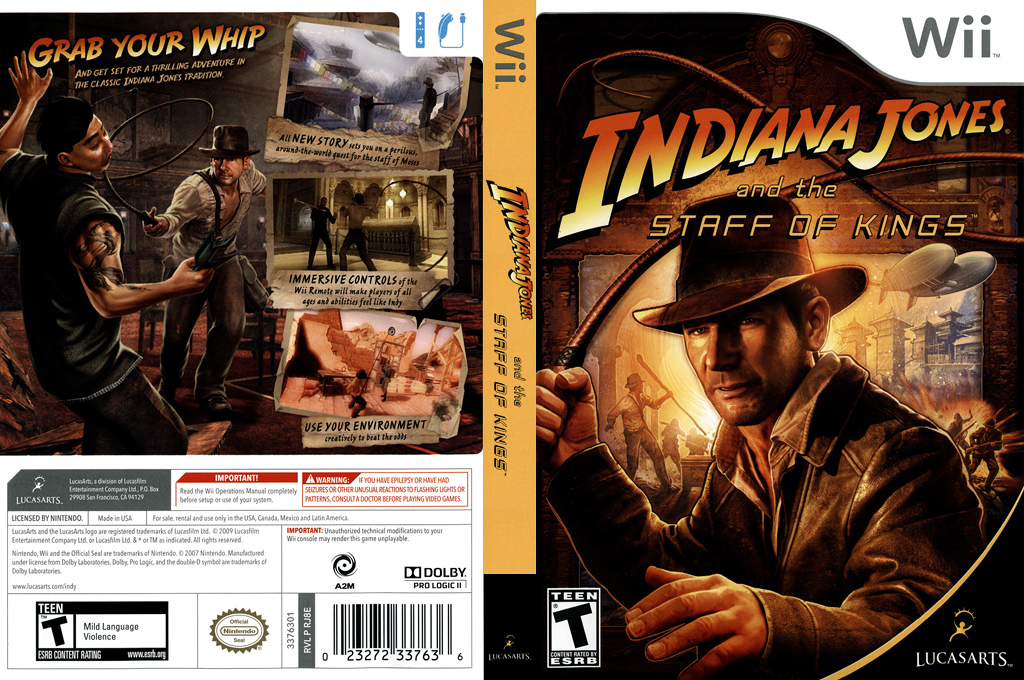 GRAB YOUR WHIP
AND GET SET FOR A THRILLING ADVENTURE IN
THE CLASSIC INDIANA JONES TRADITION.
4
All NEW STORY sets you on a perilous,
around-the-world quest for the staff of Moses
IMMERSIVE CONTROLS of the
Wii Remote will make players of all
ages and abilities feel like Indy
USE YOUR ENVIRONMENT
creatively to beat the odds
LUCASARTS.
LucasArts, a division of Lucasfilm
Entertainment Company Ltd., P.O. Box
29908 San Francisco, CA 94129
IMPORTANT!
Read the Wii Operations Manual completely
before setup or use of your system.
WARNING: IF YOU HAVE EPILEPSY OR HAVE HAD
SEIZURES OR OTHER UNUSUAL REACTIONS TO FLASHING LIGHTS OR
PATTERNS, CONSULT A DOCTOR BEFORE PLAYING VIDEO GAMES.
LICENSED BY NINTENDO.
Made in USA
For sale, rental and use only in the USA, Canada, Mexico and Latin America.
LucasArts and the LucasArts logo are registered trademarks of Lucasfilm Ltd. © 2009 Lucasfilm
Entertainment Company Ltd. or Lucasfilm Ltd. & ® or TM as indicated. All rights reserved.
Nintendo, Wii and the Official Seal are trademarks of Nintendo. © 2007 Nintendo. Manufactured
under license from Dolby Laboratories. Dolby, Pro Logic, and the double-D symbol are trademarks of
Dolby Laboratories.
www.lucasarts.com/indy
IMPORTANT: Unauthorized technical modifications to your
Wii console may render this game unplayable.
A2M
DOLBY
PRO LOGIC II
TEEN
T
Mild Language
Violence
ESRB CONTENT RATING www.esrb.org
Official
Nintendo
Seal
3376301
RVL P RJ8E
0 23272 33763 6
Wii™
INDIANA JONES
and the
STAFF OF KINGS™
LUCASARTS.
Wii™
INDIANA JONES®
and the
STAFF OF KINGS™
TEEN
T
CONTENT RATED BY
ESRB
LUCASARTS™